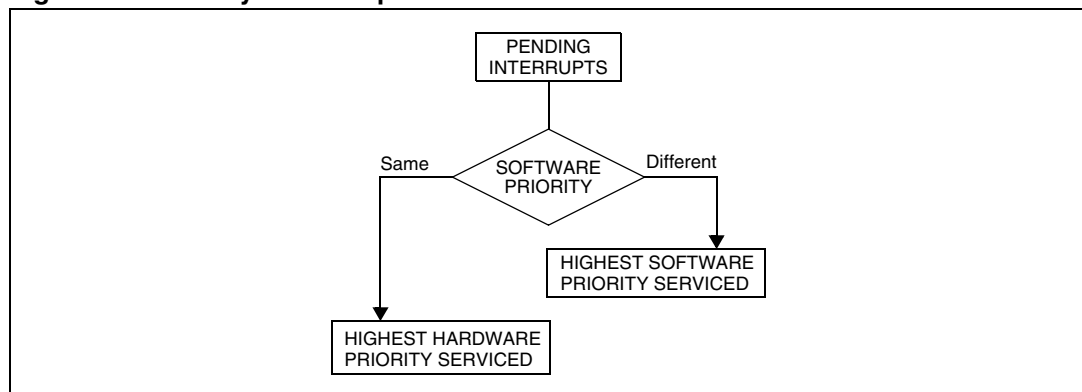 PENDING
INTERRUPTS
Same
SOFTWARE
PRIORITY
Different
HIGHEST SOFTWARE
PRIORITY SERVICED
HIGHEST HARDWARE
PRIORITY SERVICED